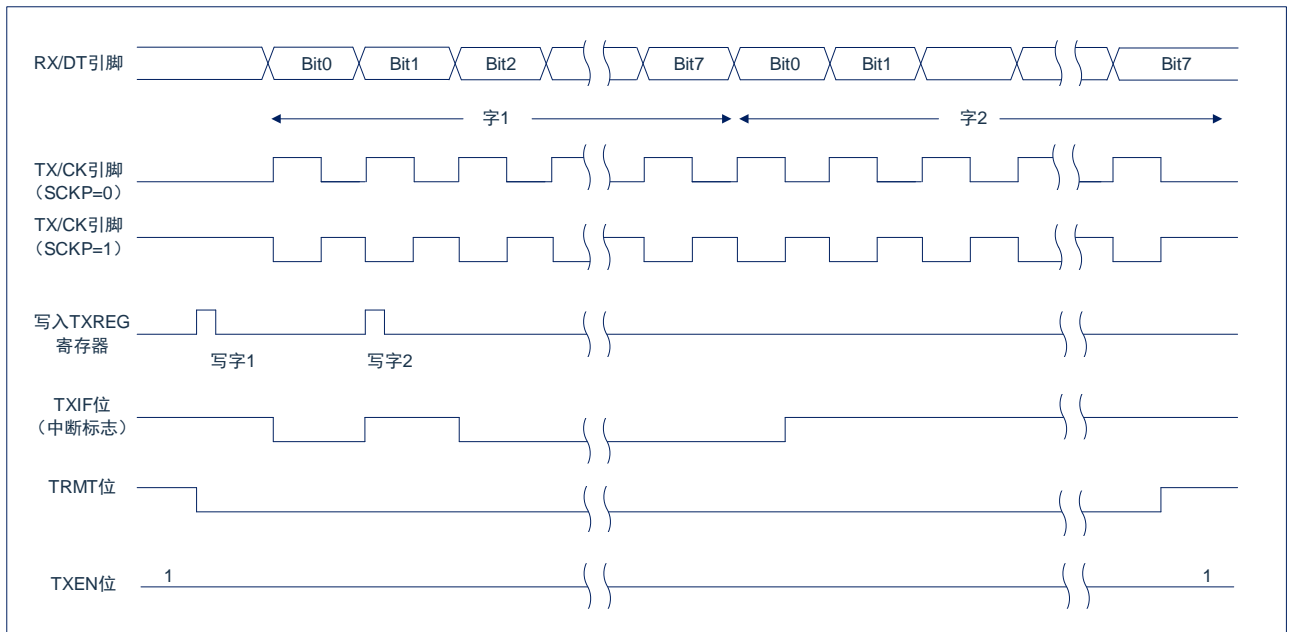 RX/DT引脚
Bit0 Bit1 Bit2 Bit7 Bit0 Bit1 Bit7
字1 字2
TX/CK引脚
（SCKP=0）
TX/CK引脚
（SCKP=1）
写入TXREG
寄存器
写字1 写字2
TXIF位
（中断标志）
TRMT位
TXEN位 1 1